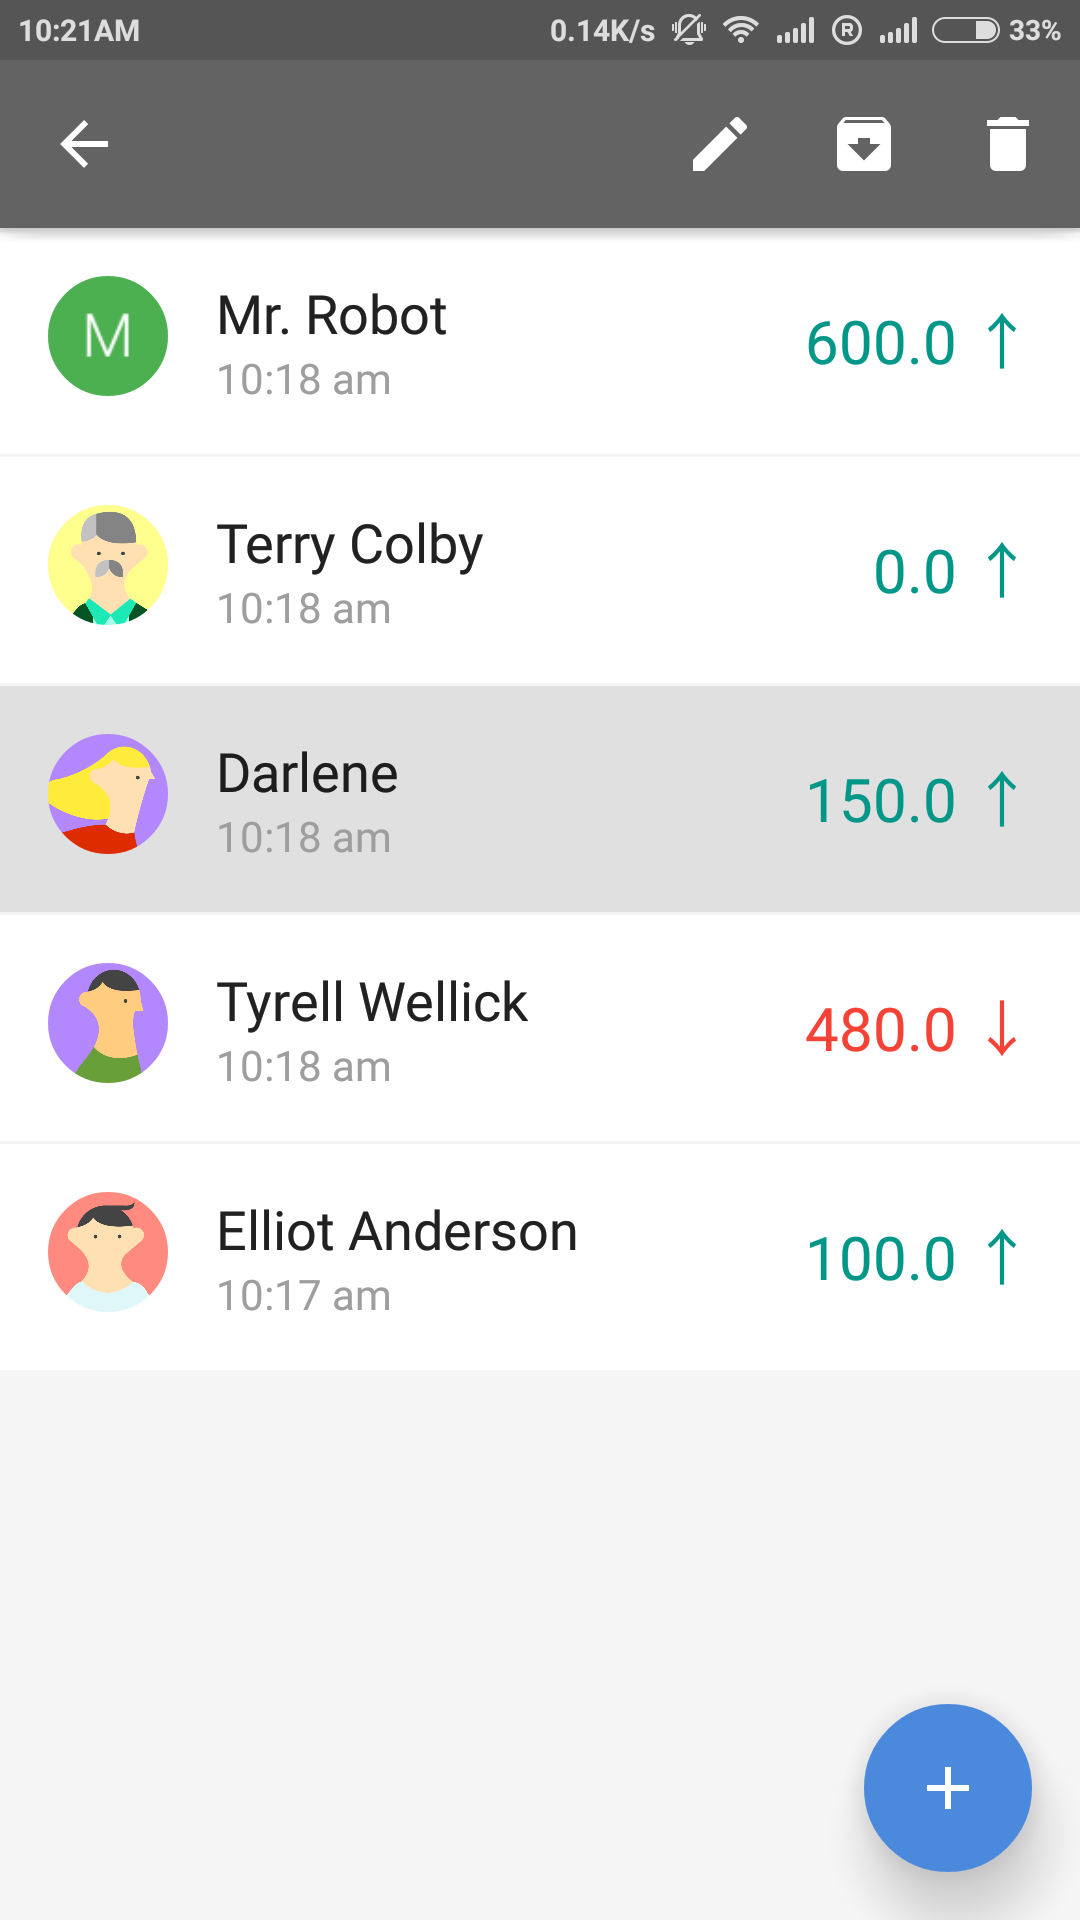 10:21AM 0.14K/s R 33%
M
Mr. Robot
10:18 am
600.0 ↑
Terry Colby
10:18 am
0.0 ↑
Darlene
10:18 am
150.0 ↑
Tyrell Wellick
10:18 am
480.0 ↓
Elliot Anderson
10:17 am
100.0 ↑